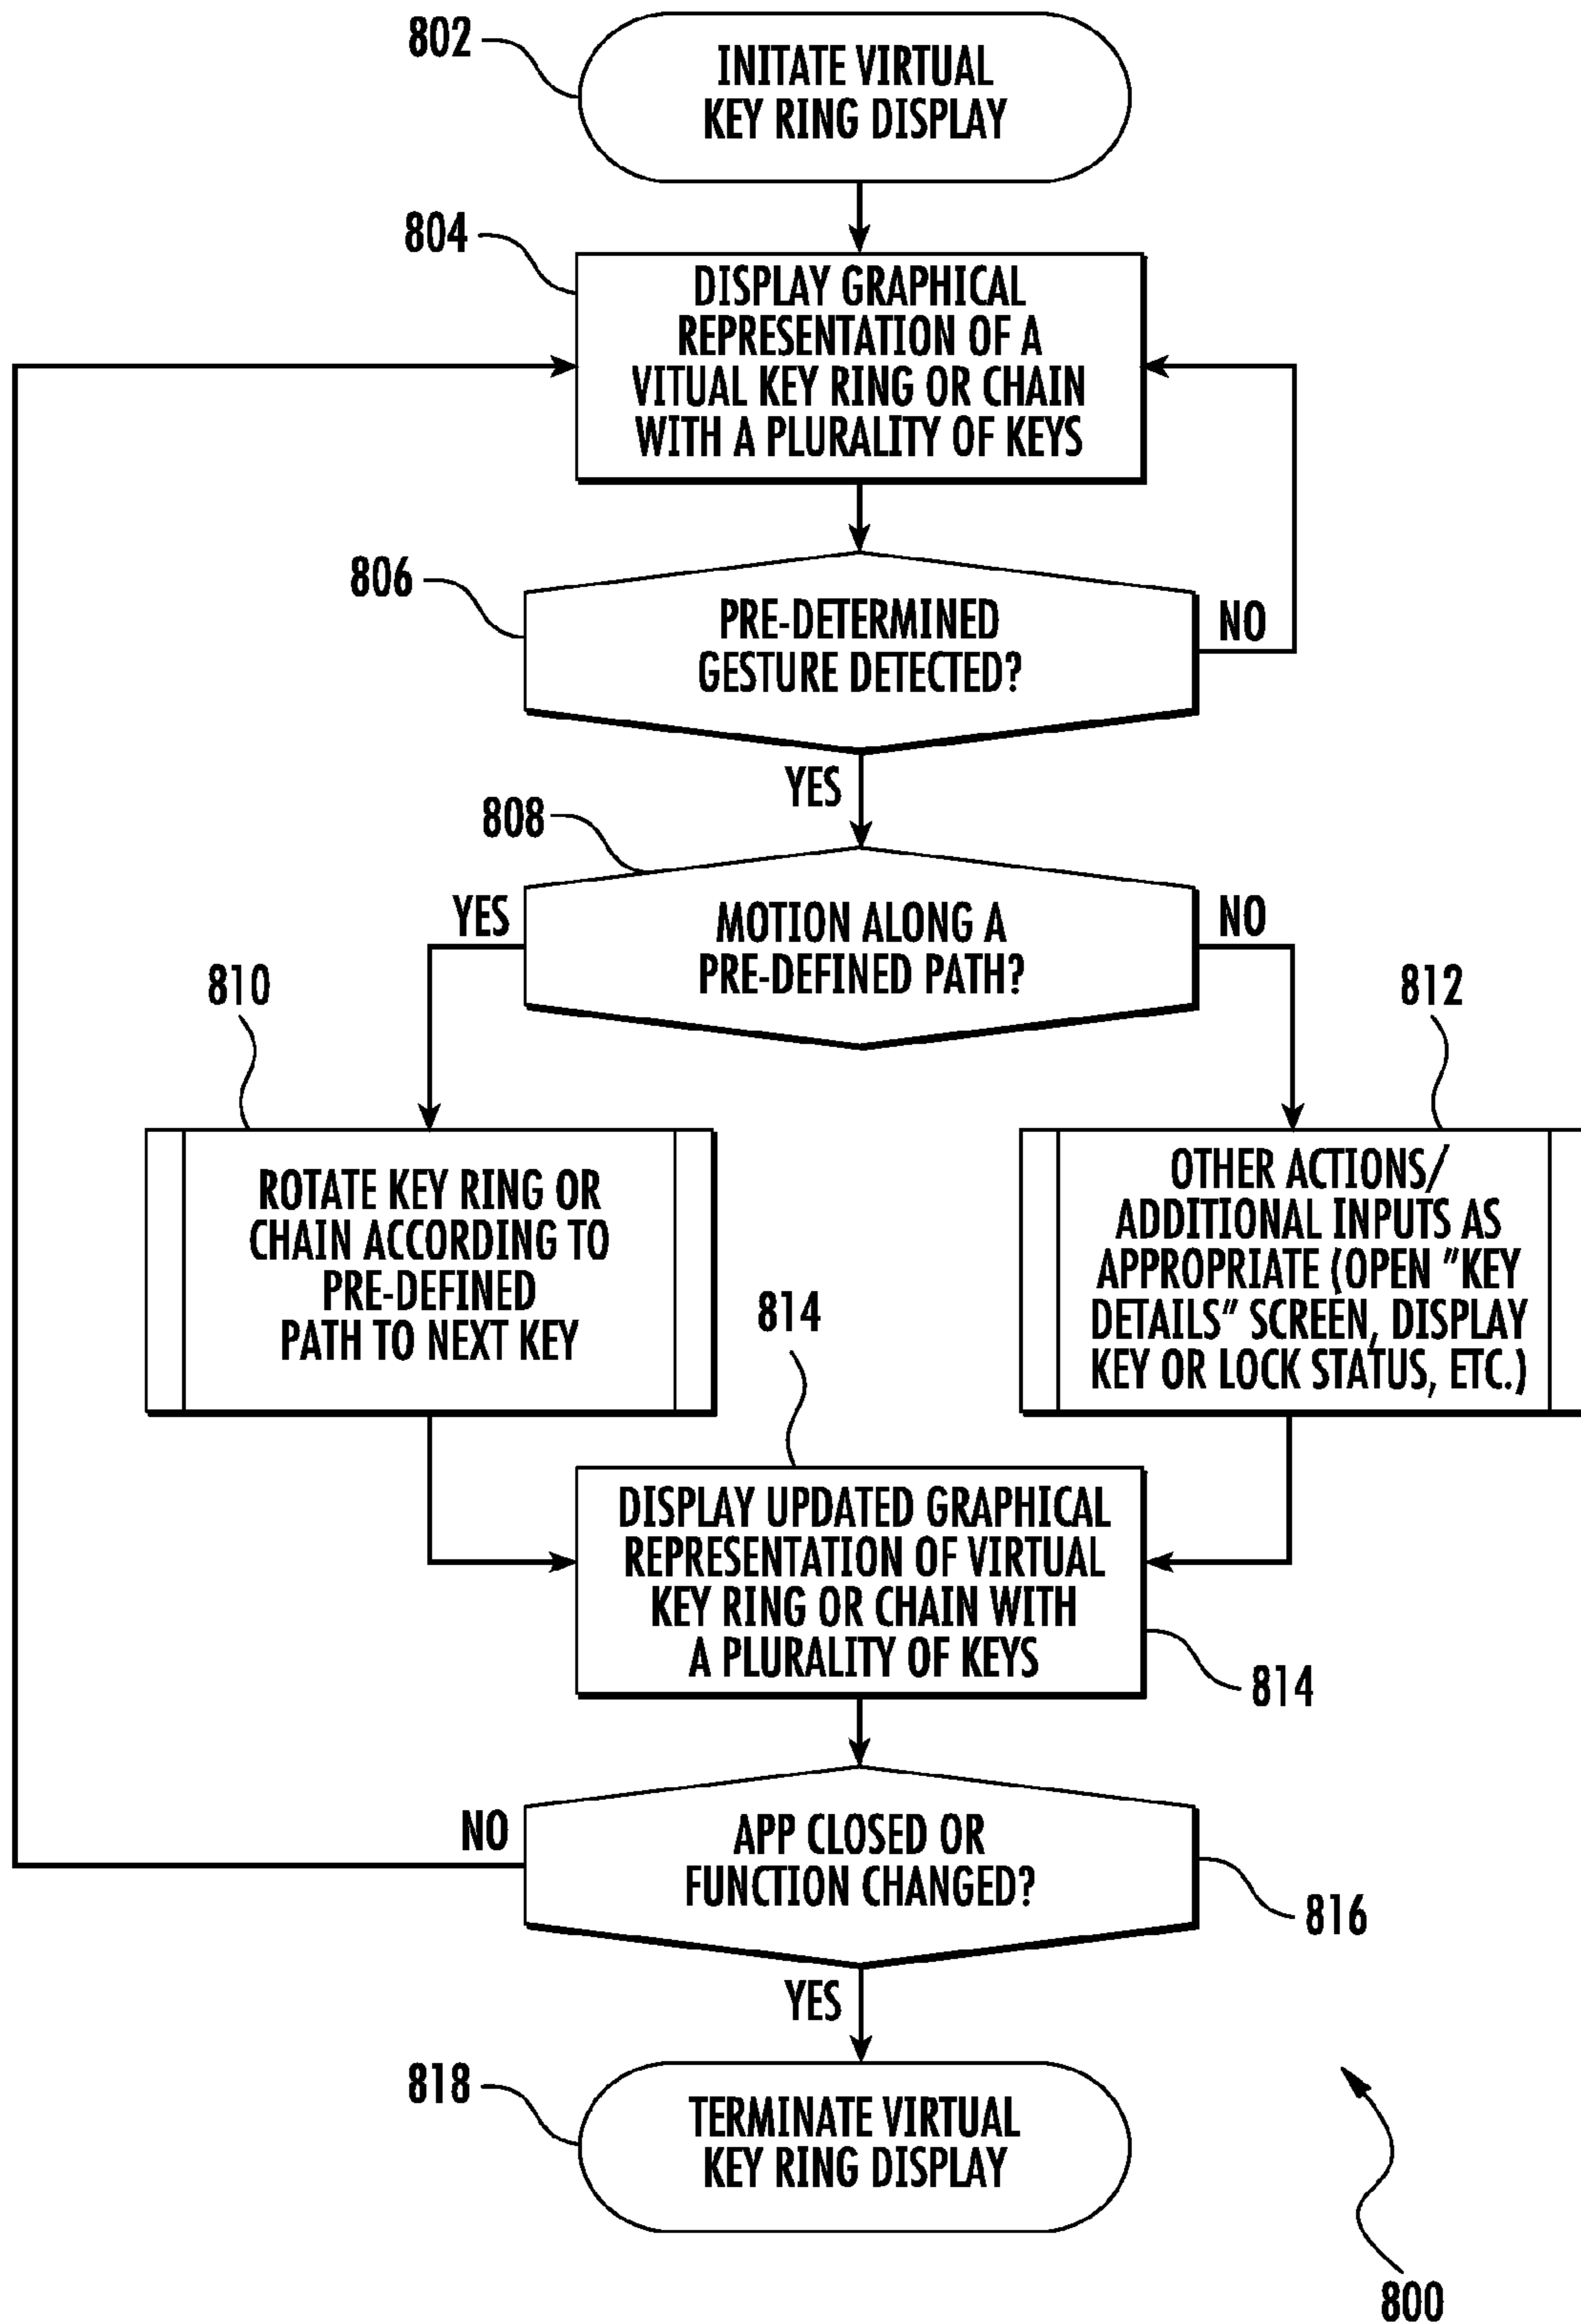 802
INITATE VIRTUAL
KEY RING DISPLAY
804
DISPLAY GRAPHICAL
REPRESENTATION OF A
VITUAL KEY RING OR CHAIN
WITH A PLURALITY OF KEYS
806
PRE-DETERMINED
GESTURE DETECTED?
NO
YES
808
MOTION ALONG A
PRE-DEFINED PATH?
YES
NO
810
ROTATE KEY RING OR
CHAIN ACCORDING TO
PRE-DEFINED
PATH TO NEXT KEY
812
OTHER ACTIONS/
ADDITIONAL INPUTS AS
APPROPRIATE (OPEN "KEY
DETAILS" SCREEN, DISPLAY
KEY OR LOCK STATUS, ETC.)
814
DISPLAY UPDATED GRAPHICAL
REPRESENTATION OF VIRTUAL
KEY RING OR CHAIN WITH
A PLURALITY OF KEYS
814
NO
APP CLOSED OR
FUNCTION CHANGED?
816
YES
818
TERMINATE VIRTUAL
KEY RING DISPLAY
800